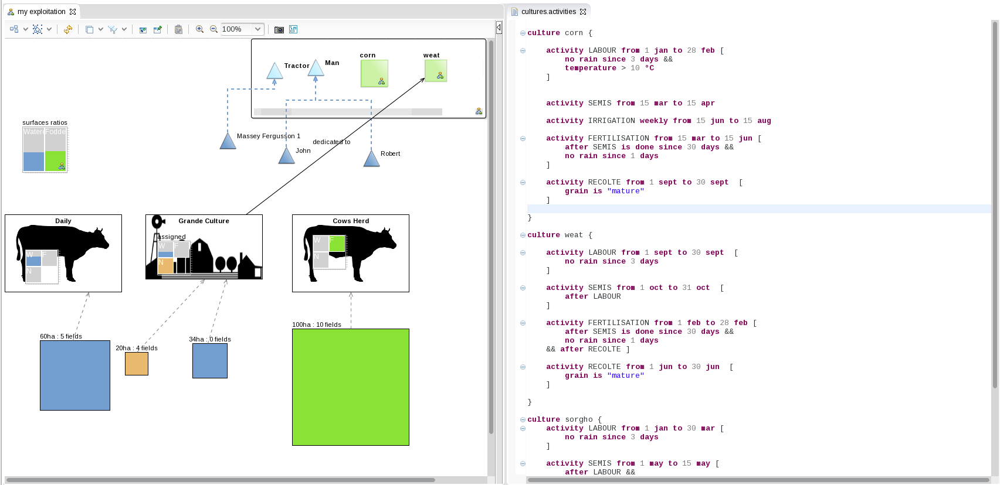 my exploitation
100%
Tractor
Man
corn
weat
surfaces ratios
Massey Fergusson 1
dedicated to
John
Robert
Daily
W F
N
Grande Culture
assigned
W F
N
Cows Herd
W F
N
60ha : 5 fields
20ha : 4 fields
34ha : 0 fields
100ha : 10 fields
cultures.activities
culture corn {
activity LABOUR from 1 jan to 28 feb [
no rain since 3 days &&
temperature > 10 °C
]
activity SEMIS from 15 mar to 15 apr
activity IRRIGATION weekly from 15 jun to 15 aug
activity FERTILISATION from 15 mar to 15 jun [
after SEMIS is done since 30 days &&
no rain since 1 days
]
activity RECOLTE from 1 sept to 30 sept [
grain is "mature"
]
}
culture weat {
activity LABOUR from 1 sept to 30 sept [
no rain since 3 days
]
activity SEMIS from 1 oct to 31 oct [
after LABOUR
]
activity FERTILISATION from 1 feb to 28 feb [
after SEMIS is done since 30 days &&
no rain since 1 days
&& after RECOLTE ]
activity RECOLTE from 1 jun to 30 jun [
grain is "mature"
]
}
culture sorgho {
activity LABOUR from 1 jan to 30 mar [
no rain since 3 days
]
activity SEMIS from 1 may to 15 may [
after LABOUR &&